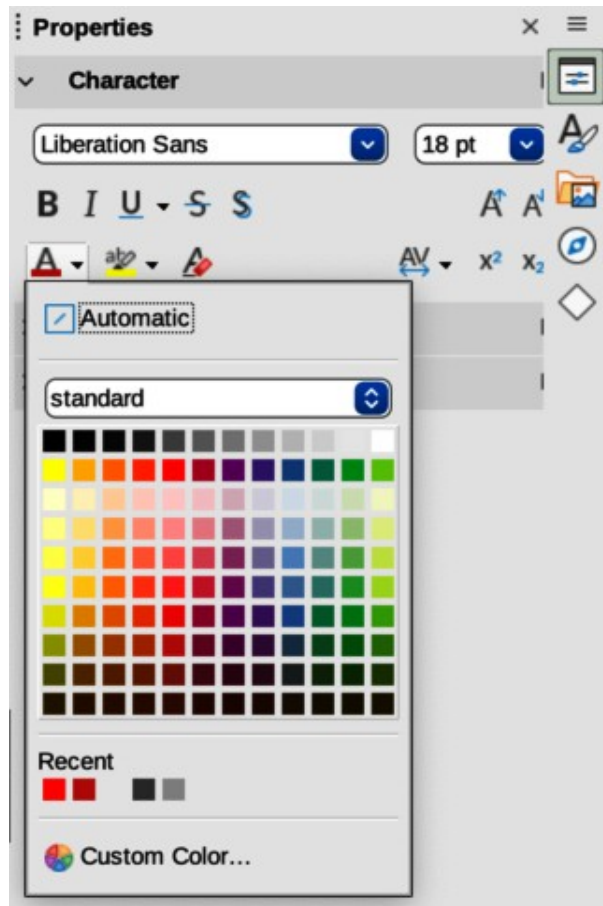 Properties
Character
Liberation Sans
18 pt
Automatic
standard
Recent
Custom Color...